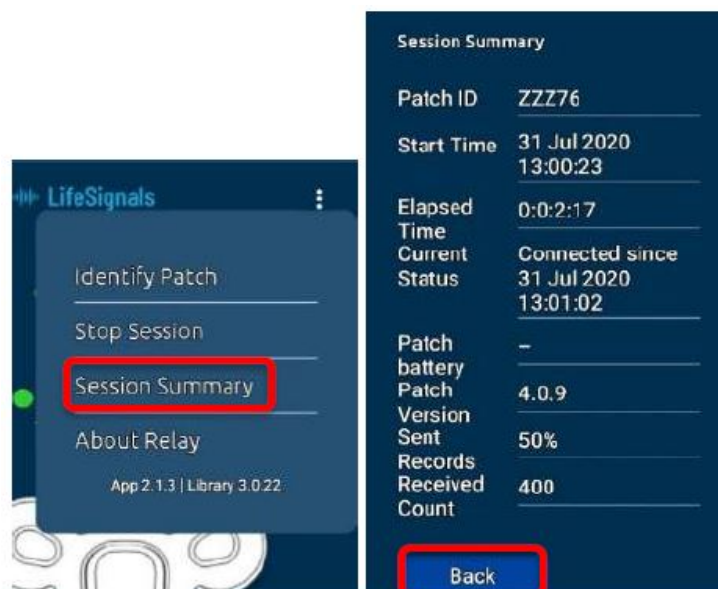 LifeSignals
Identify Patch
Stop Session
Session Summary
About Relay
App 2.1.3 | Library 3.0.22
Session Summary
Patch ID ZZZ76
Start Time 31 Jul 2020
13:00:23
Elapsed
Time 0:0:2:17
Current
Status Connected since
31 Jul 2020
13:01:02
Patch
battery –
Patch
Version 4.0.9
Sent
Records 50%
Received
Count 400
Back